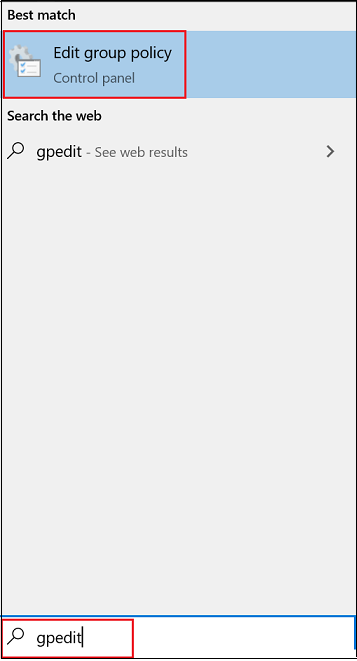 Best match
Edit group policy
Control panel
Search the web
gpedit - See web results
gpedit